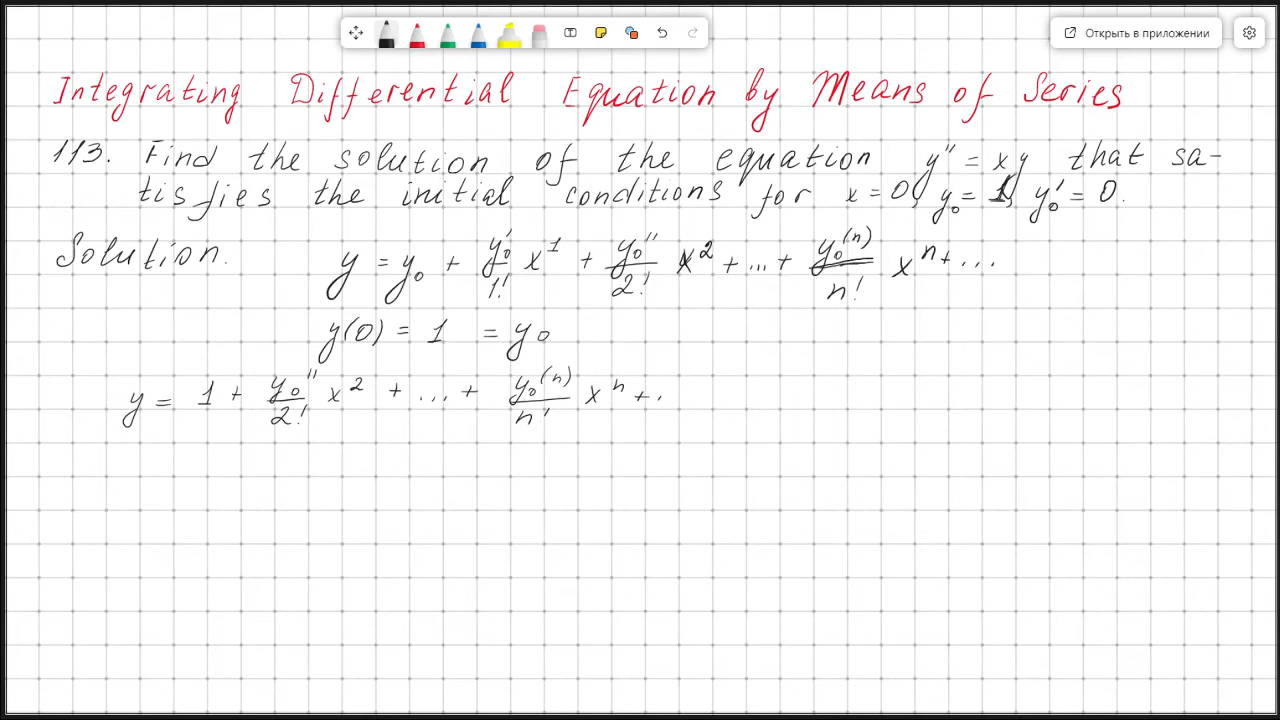 Открыть в приложении
Integrating Differential Equation by Means of Series
113. Find the solution of the equation y'' = xy that sa-
tisfies the initial conditions for x = 0, y₀ = 1, y₀' = 0.
Solution. y = y₀ + y₀'/1! x¹ + y₀''/2! x² + ... + y₀⁽ⁿ⁾/n! xⁿ + ...
y(0) = 1 = y₀
y = 1 + y₀''/2! x² + ... + y₀⁽ⁿ⁾/n! xⁿ + .